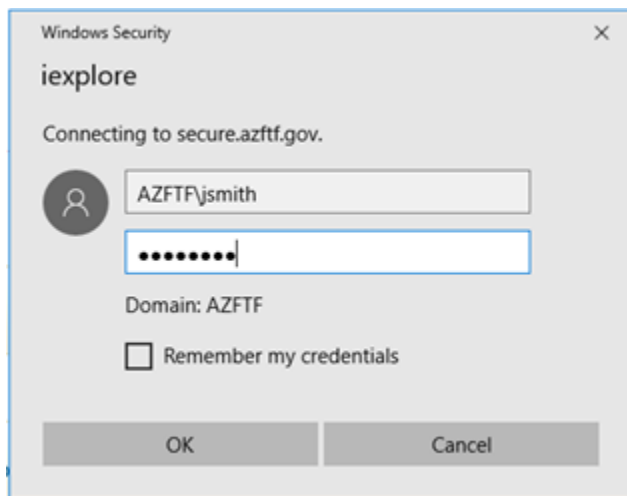 Windows Security
iexplore
Connecting to secure.azftf.gov.
AZFTF\jsmith
••••••••
Domain: AZFTF
Remember my credentials
OK Cancel